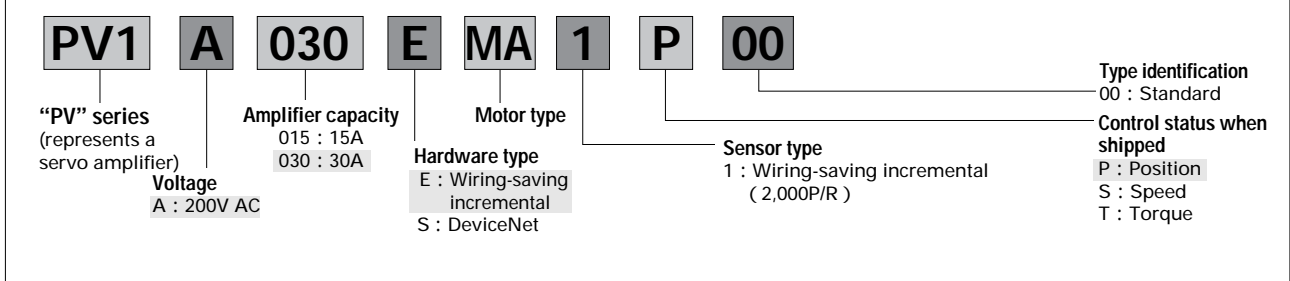 PV1 A 030 E MA 1 P 00
“PV” series
(represents a
servo amplifier)
Voltage
A : 200V AC
Amplifier capacity
015 : 15A
030 : 30A
Hardware type
E : Wiring-saving
incremental
S : DeviceNet
Motor type
Sensor type
1 : Wiring-saving incremental
( 2,000P/R )
Control status when
shipped
P : Position
S : Speed
T : Torque
Type identification
00 : Standard